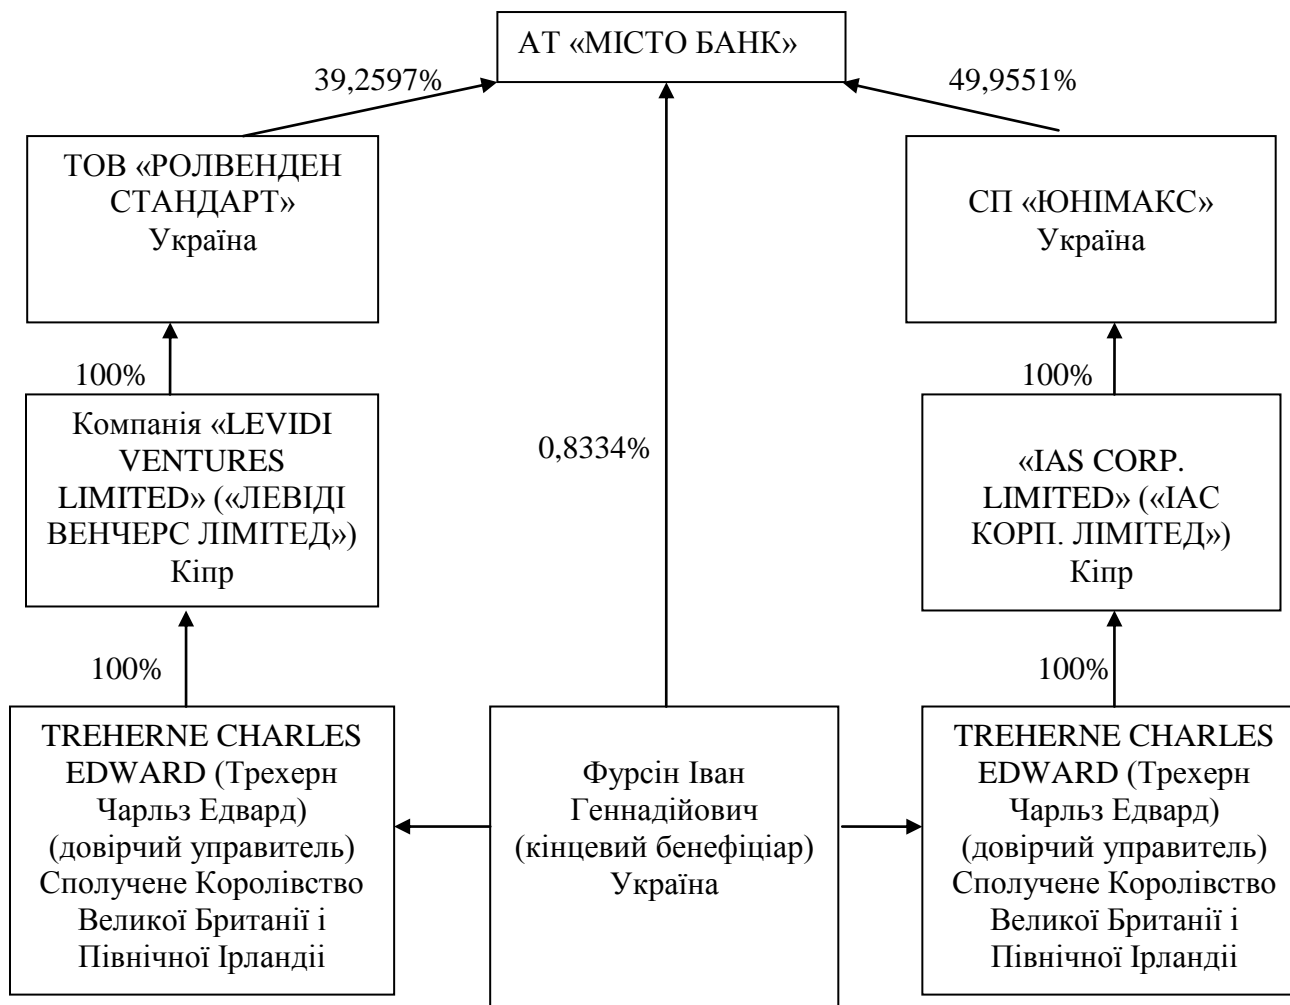 АТ «МІСТО БАНК»
39,2597%
49,9551%
ТОВ «РОЛВЕНДЕН
СТАНДАРТ»
Україна
СП «ЮНІМАКС»
Україна
100%
100%
Компанія «LEVIDI
VENTURES
LIMITED» («ЛЕВІДІ
ВЕНЧЕРС ЛІМІТЕД»)
Кіпр
0,8334%
«IAS CORP.
LIMITED» («ІАС
КОРП. ЛІМІТЕД»)
Кіпр
100%
100%
TREHERNE CHARLES
EDWARD (Трехерн
Чарльз Едвард)
(довірчий управитель)
Сполучене Королівство
Великої Британії і
Північної Ірландіі
Фурсін Іван
Геннадійович
(кінцевий бенефіціар)
Україна
TREHERNE CHARLES
EDWARD (Трехерн
Чарльз Едвард)
(довірчий управитель)
Сполучене Королівство
Великої Британії і
Північної Ірландіі